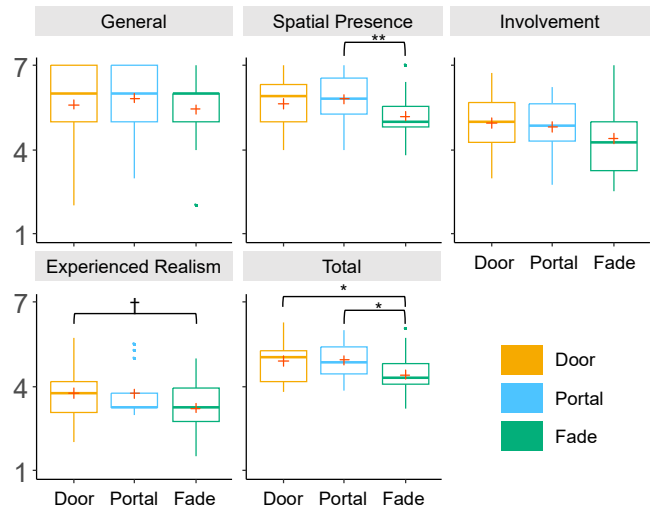 General
Spatial Presence
Involvement
7
4
1
**
Door Portal Fade
Experienced Realism
Total
7
4
1
†
*
*
Door Portal Fade
Door Portal Fade
Door
Portal
Fade